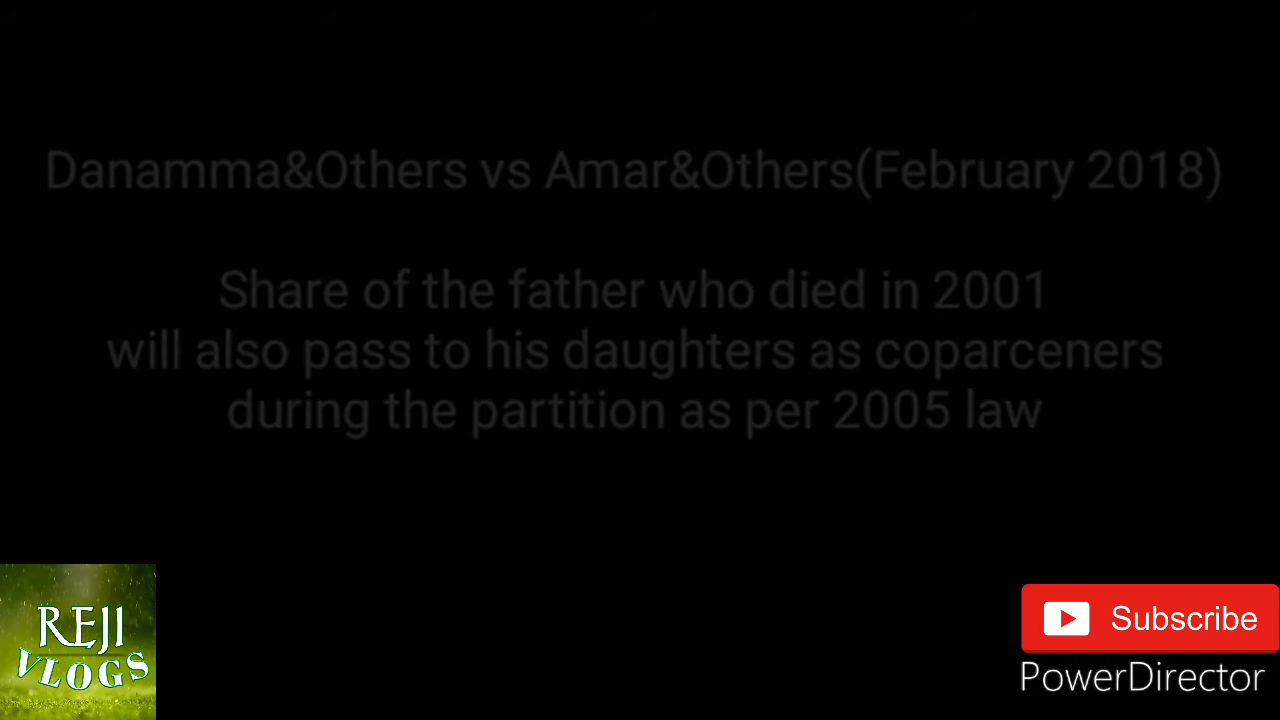 Danamma&Others vs Amar&Others(February 2018)
Share of the father who died in 2001
will also pass to his daughters as coparceners
during the partition as per 2005 law
REJI
VLOGS
Subscribe
PowerDirector